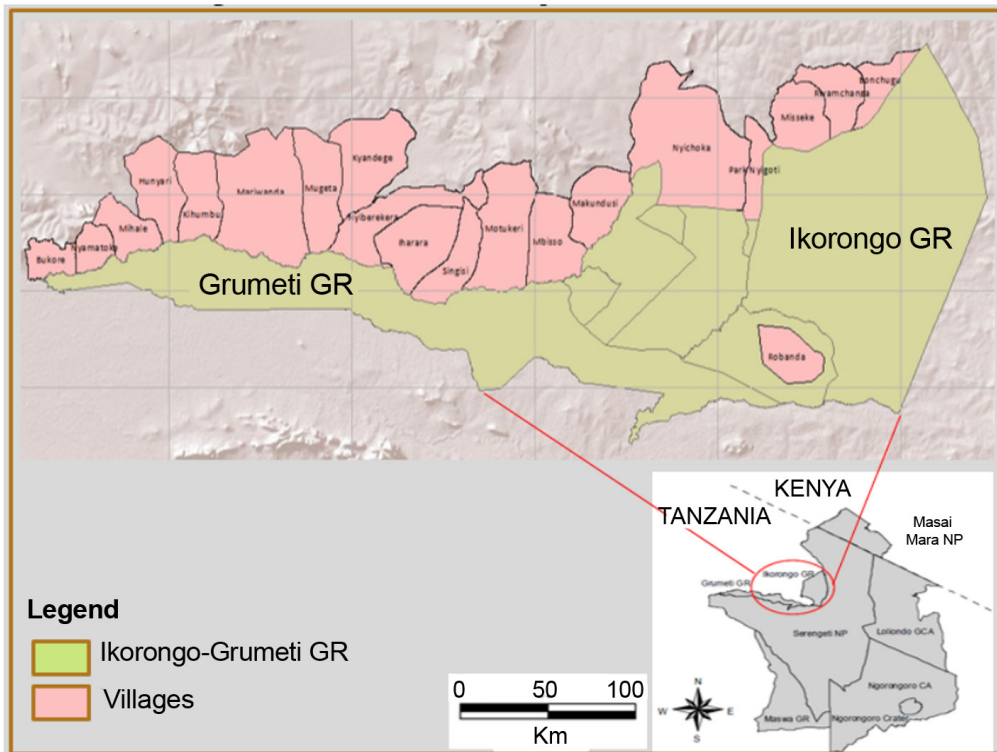 Bonchugu
Rwamchanga
Misseke
Nyichoka
Park Nyigoti
Kyandege
Hunyari
Mariwanda
Mugeta
Kihumbu
Makundusi
Nyiberekera
Motukeri
Mihale
Mbisso
Iharara
Nyamatoke
Bukore
Singisi
Ikorongo GR
Grumeti GR
Robanda
KENYA
TANZANIA
Masai
Mara NP
Ikorongo GR
Grumeti GR
Serengeti NP
Loliondo GCA
Ngorongoro CA
Maswa GR
Ngorongoro Crater
N
W E
S
Legend
Ikorongo-Grumeti GR
Villages
0 50 100
Km